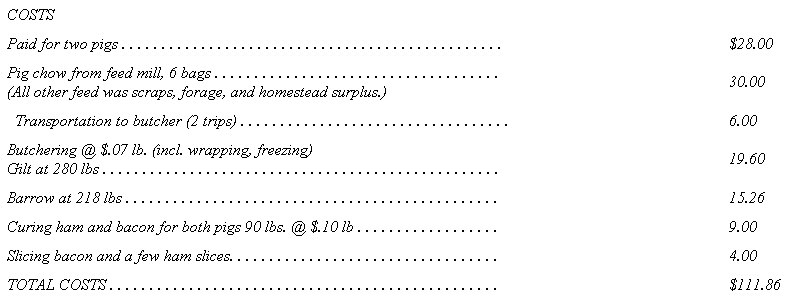 COSTS
Paid for two pigs . . . . . . . . . . . . . . . . . . . . . . . . . . . . . . . . . . . . . . . . . . . . . . . . $28.00
Pig chow from feed mill, 6 bags . . . . . . . . . . . . . . . . . . . . . . . . . . . . . . . . . . . .
(All other feed was scraps, forage, and homestead surplus.) 30.00
Transportation to butcher (2 trips) . . . . . . . . . . . . . . . . . . . . . . . . . . . . . . . . . . 6.00
Butchering @ $.07 lb. (incl. wrapping, freezing)
Gilt at 280 lbs . . . . . . . . . . . . . . . . . . . . . . . . . . . . . . . . . . . . . . . . . . . . . . . . . . 19.60
Barrow at 218 lbs . . . . . . . . . . . . . . . . . . . . . . . . . . . . . . . . . . . . . . . . . . . . . . . 15.26
Curing ham and bacon for both pigs 90 lbs. @ $.10 lb . . . . . . . . . . . . . . . . . . 9.00
Slicing bacon and a few ham slices. . . . . . . . . . . . . . . . . . . . . . . . . . . . . . . . . . 4.00
TOTAL COSTS . . . . . . . . . . . . . . . . . . . . . . . . . . . . . . . . . . . . . . . . . . . . . . . . . $111.86